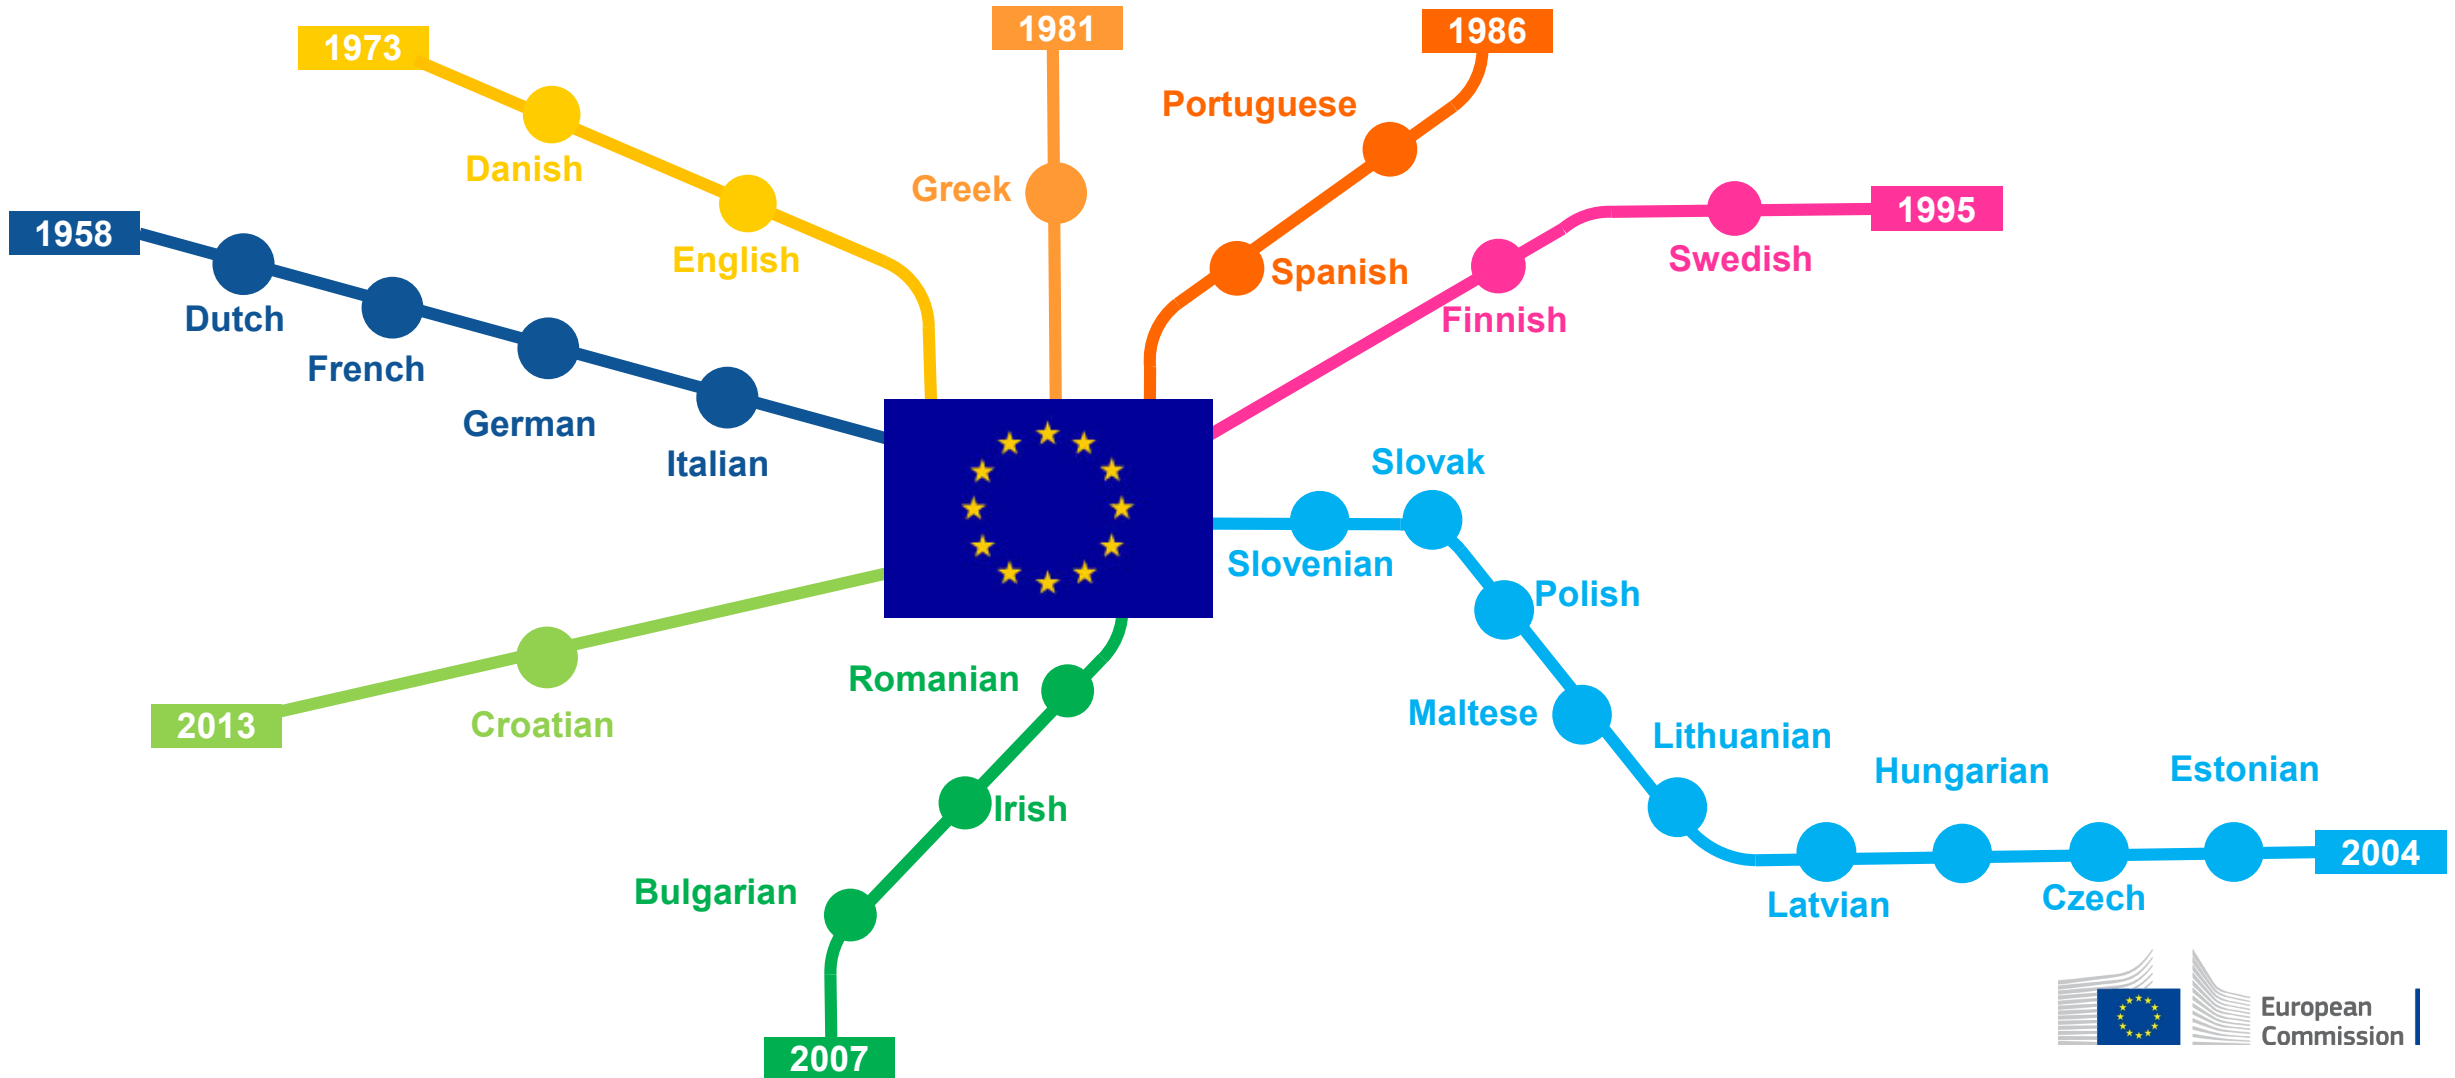 1973
1981
1986
Portuguese
Danish
Greek
1995
1958
English
Spanish
Swedish
Dutch
Finnish
French
German
Italian
Slovak
Slovenian
Polish
Romanian
Maltese
2013
Croatian
Lithuanian
Hungarian
Estonian
Irish
2004
Bulgarian
Latvian
Czech
European
Commission
2007